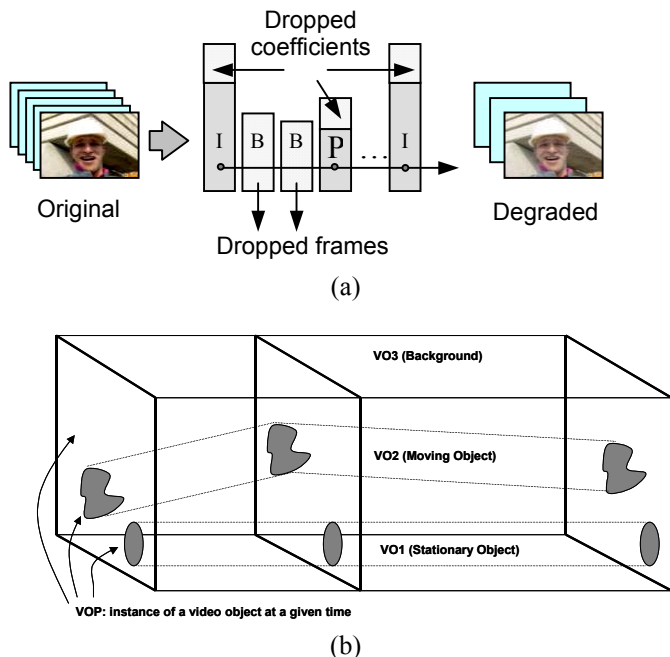 Dropped
coefficients
I B B P ... I
Original
Degraded
Dropped frames
(a)
VO3 (Background)
VO2 (Moving Object)
VO1 (Stationary Object)
VOP: instance of a video object at a given time
(b)